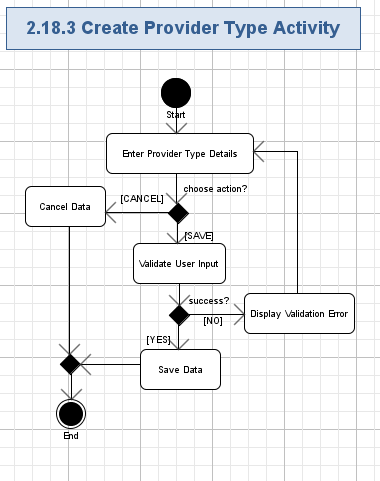 2.18.3 Create Provider Type Activity
Start
Enter Provider Type Details
choose action?
[CANCEL]
Cancel Data
[SAVE]
Validate User Input
success?
[NO]
Display Validation Error
[YES]
Save Data
End